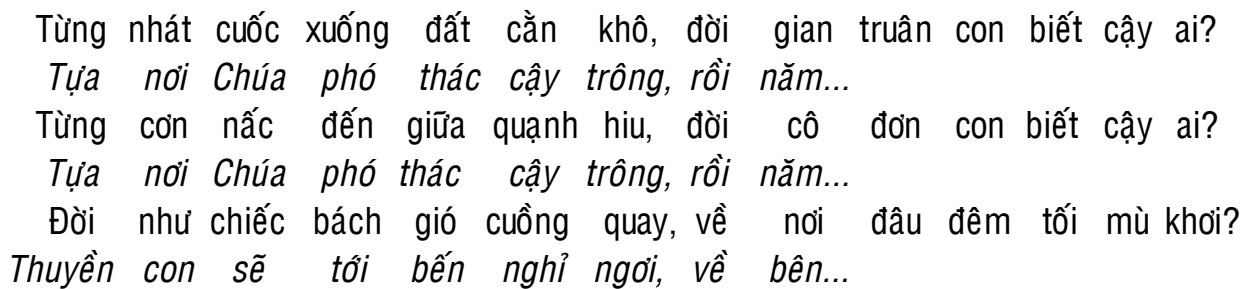 Từng nhát cuốc xuống đất cằn khô, đời gian truân con biết cậy ai?
Tựa nơi Chúa phó thác cậy trông, rồi năm...
Từng cơn nấc đến giữa quạnh hiu, đời cô đơn con biết cậy ai?
Tựa nơi Chúa phó thác cậy trông, rồi năm...
Đời như chiếc bách gió cuồng quay, về nơi đâu đêm tối mù khơi?
Thuyền con sẽ tới bến nghỉ ngơi, về bên...